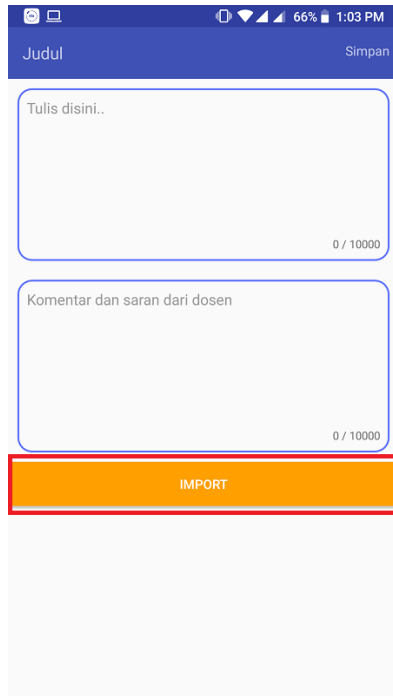 66% 1:03 PM
Judul Simpan
Tulis disini..
0 / 10000
Komentar dan saran dari dosen
0 / 10000
IMPORT